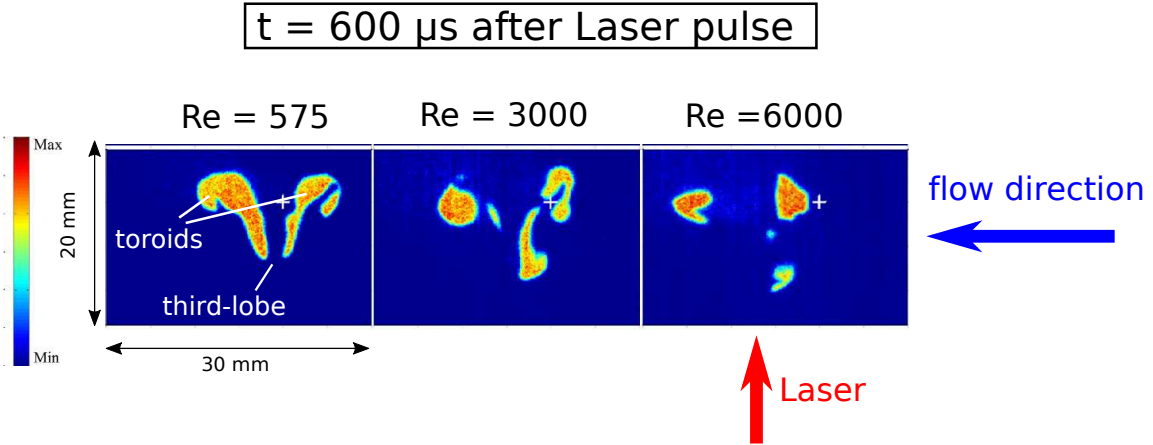 t = 600 µs after Laser pulse
Re = 575
Re = 3000
Re =6000
Max
Min
20 mm
toroids
third-lobe
flow direction
30 mm
Laser